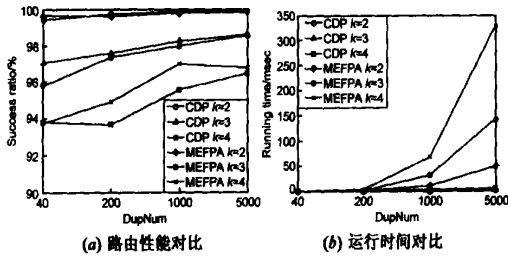 100
98
96
94
92
90
Success ratio/%
CDP k=2
CDP k=3
CDP k=4
MEFPA k=2
MEFPA k=3
MEFPA k=4
40
200
1000
5000
DupNum
(a) 路由性能对比
350
300
250
200
150
100
50
0
Running time/msec
CDP k=2
CDP k=3
CDP k=4
MEFPA k=2
MEFPA k=3
MEFPA k=4
40
200
1000
5000
DupNum
(b) 运行时间对比